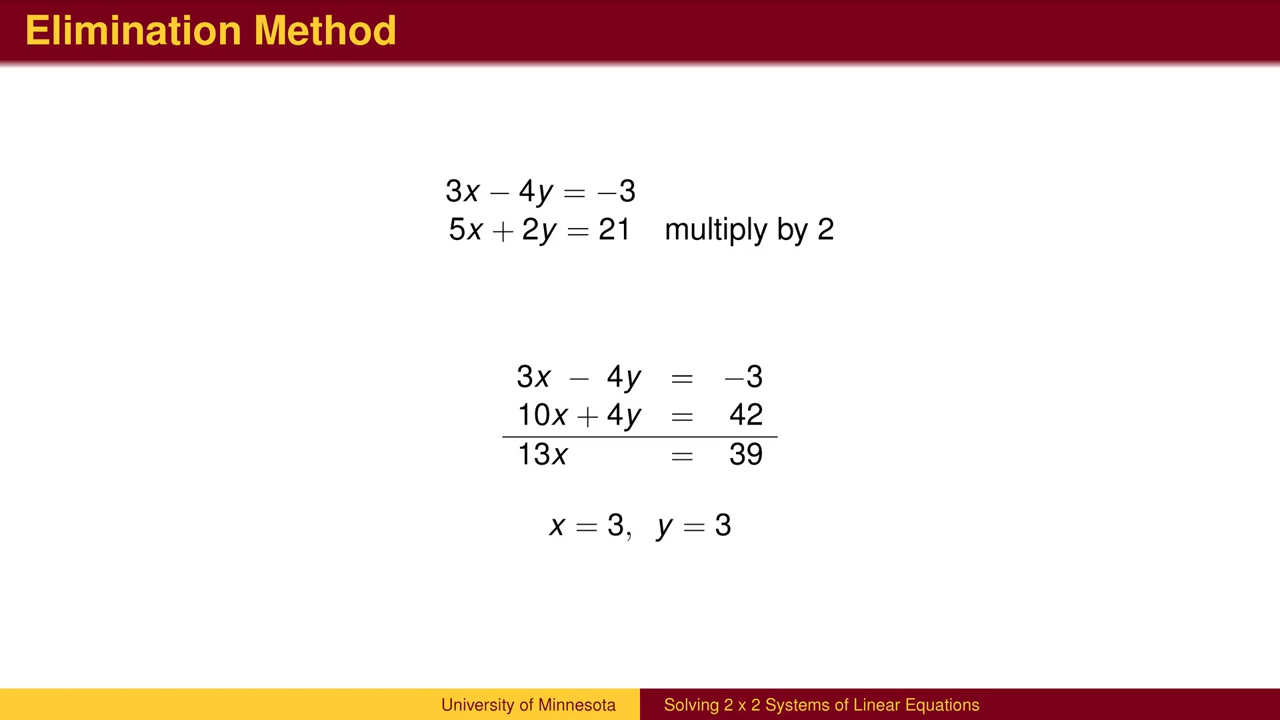 Elimination Method
3x − 4y = −3
5x + 2y = 21 multiply by 2
3x − 4y = −3
10x + 4y = 42
13x = 39
x = 3, y = 3
University of Minnesota Solving 2 x 2 Systems of Linear Equations